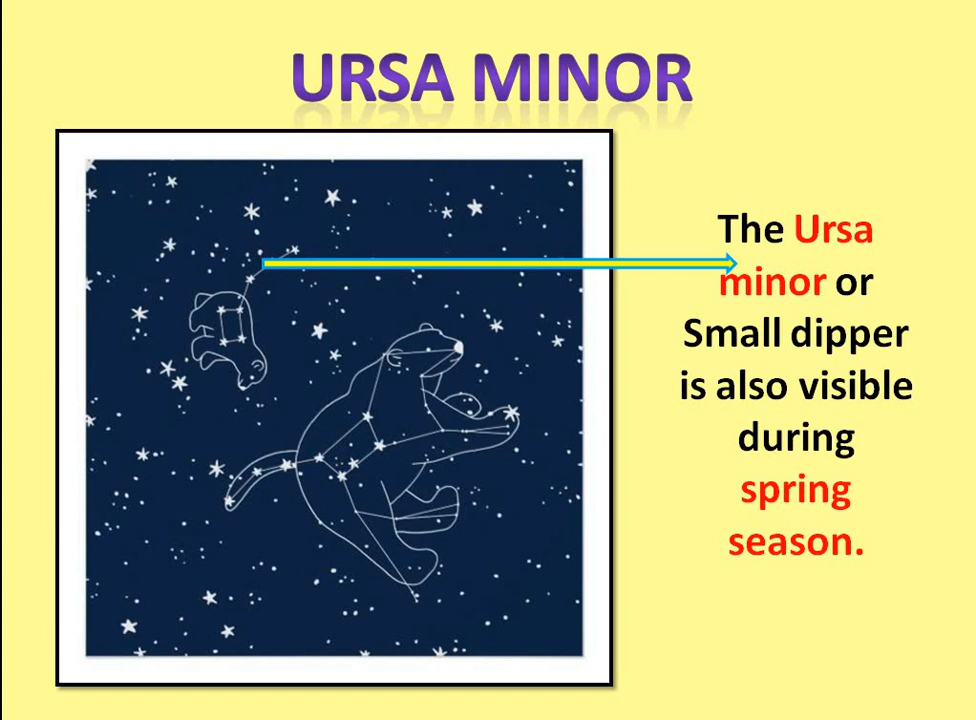 URSA MINOR
The Ursa
minor or
Small dipper
is also visible
during
spring
season.